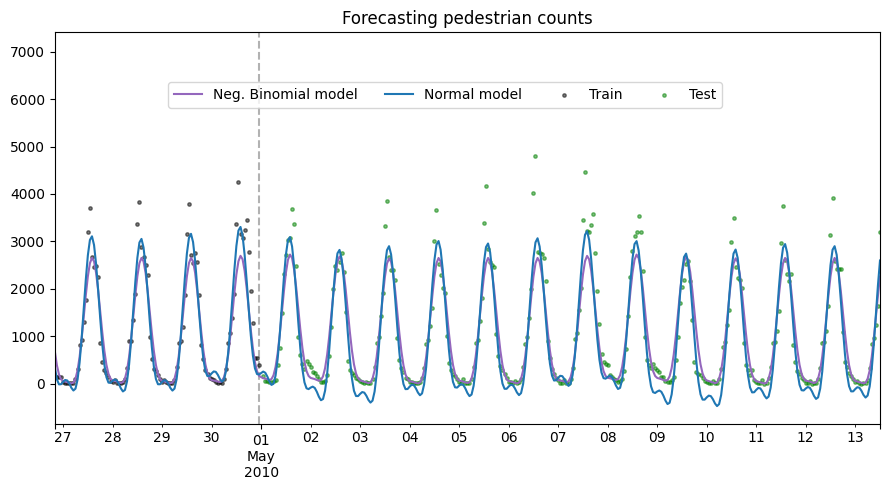 Forecasting pedestrian counts
Neg. Binomial model Normal model Train Test
7000
6000
5000
4000
3000
2000
1000
0
27 28 29 30 01 02 03 04 05 06 07 08 09 10 11 12 13
May
2010